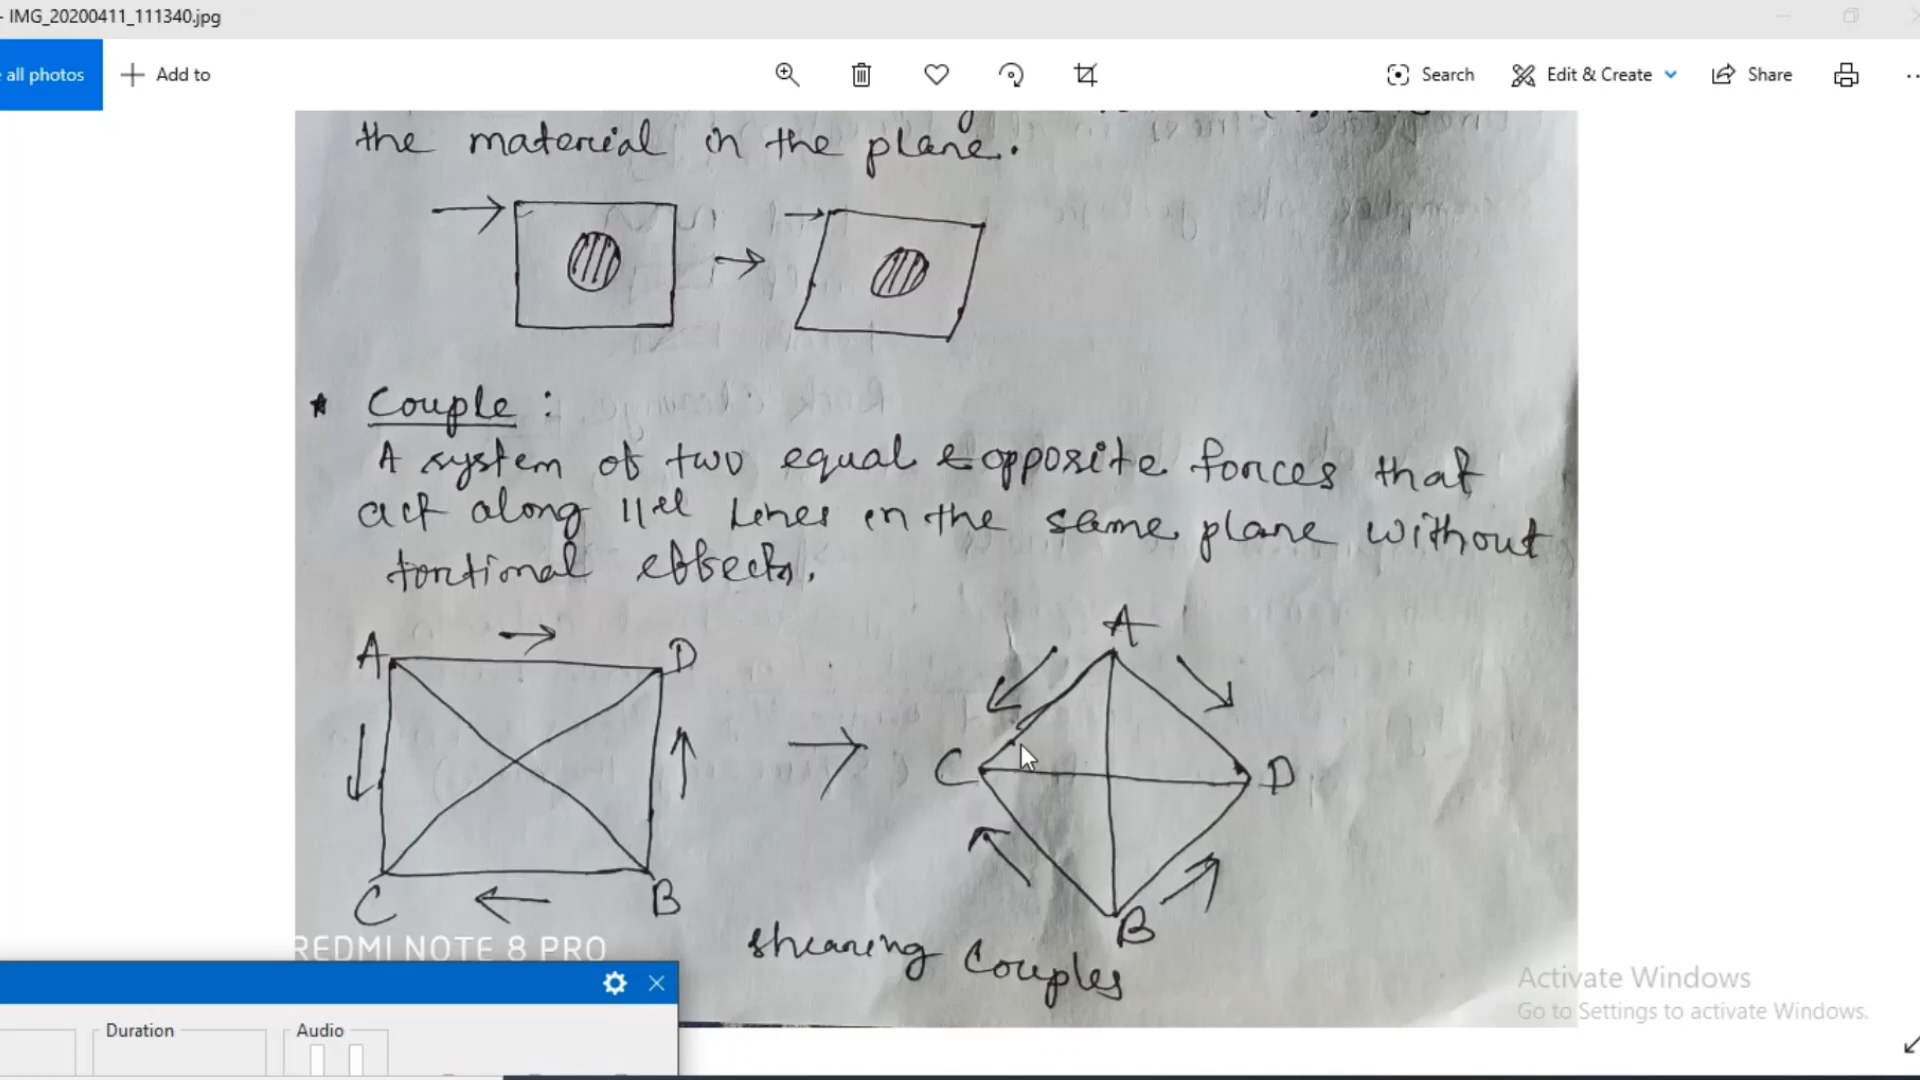 - IMG_20200411_111340.jpg
all photos
Add to
Search
Edit & Create
Share
the material in the plane.
* Couple :
A system of two equal & opposite forces that
act along ||el lines in the same plane without
tortional effects.
A D
C B
A
C D
B
shearing Couples
REDMI NOTE 8 PRO
Activate Windows
Go to Settings to activate Windows.
Duration
Audio